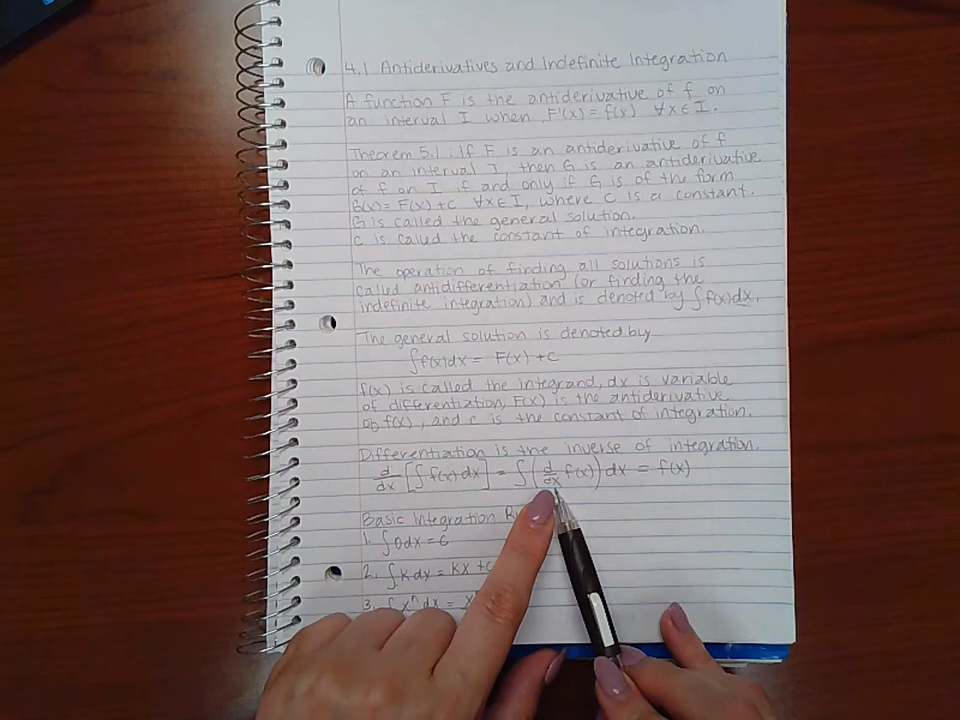 4.1 Antiderivatives and Indefinite Integration
A function F is the antiderivative of f on
an interval I when F'(x) = f(x) ∀x∈I.
Theorem 5.1: If F is an antiderivative of f
on an interval I, then G is an antiderivative
of f on I if and only if G is of the form
G(x) = F(x) + C ∀x∈I, where C is a constant.
G is called the general solution.
C is called the constant of integration.
The operation of finding all solutions is
called antidifferentiation (or finding the
indefinite integration) and is denoted by ∫f(x)dx.
The general solution is denoted by
∫f(x)dx = F(x) + C
f(x) is called the integrand, dx is variable
of differentiation, F(x) is the antiderivative
of f(x), and C is the constant of integration.
Differentiation is the inverse of integration.
d/dx [∫f(x)dx] = ∫(d/dx f(x))dx = f(x)
Basic Integration
1. ∫0dx = C
2. ∫kdx = kx + C
3. ∫x^n dx =